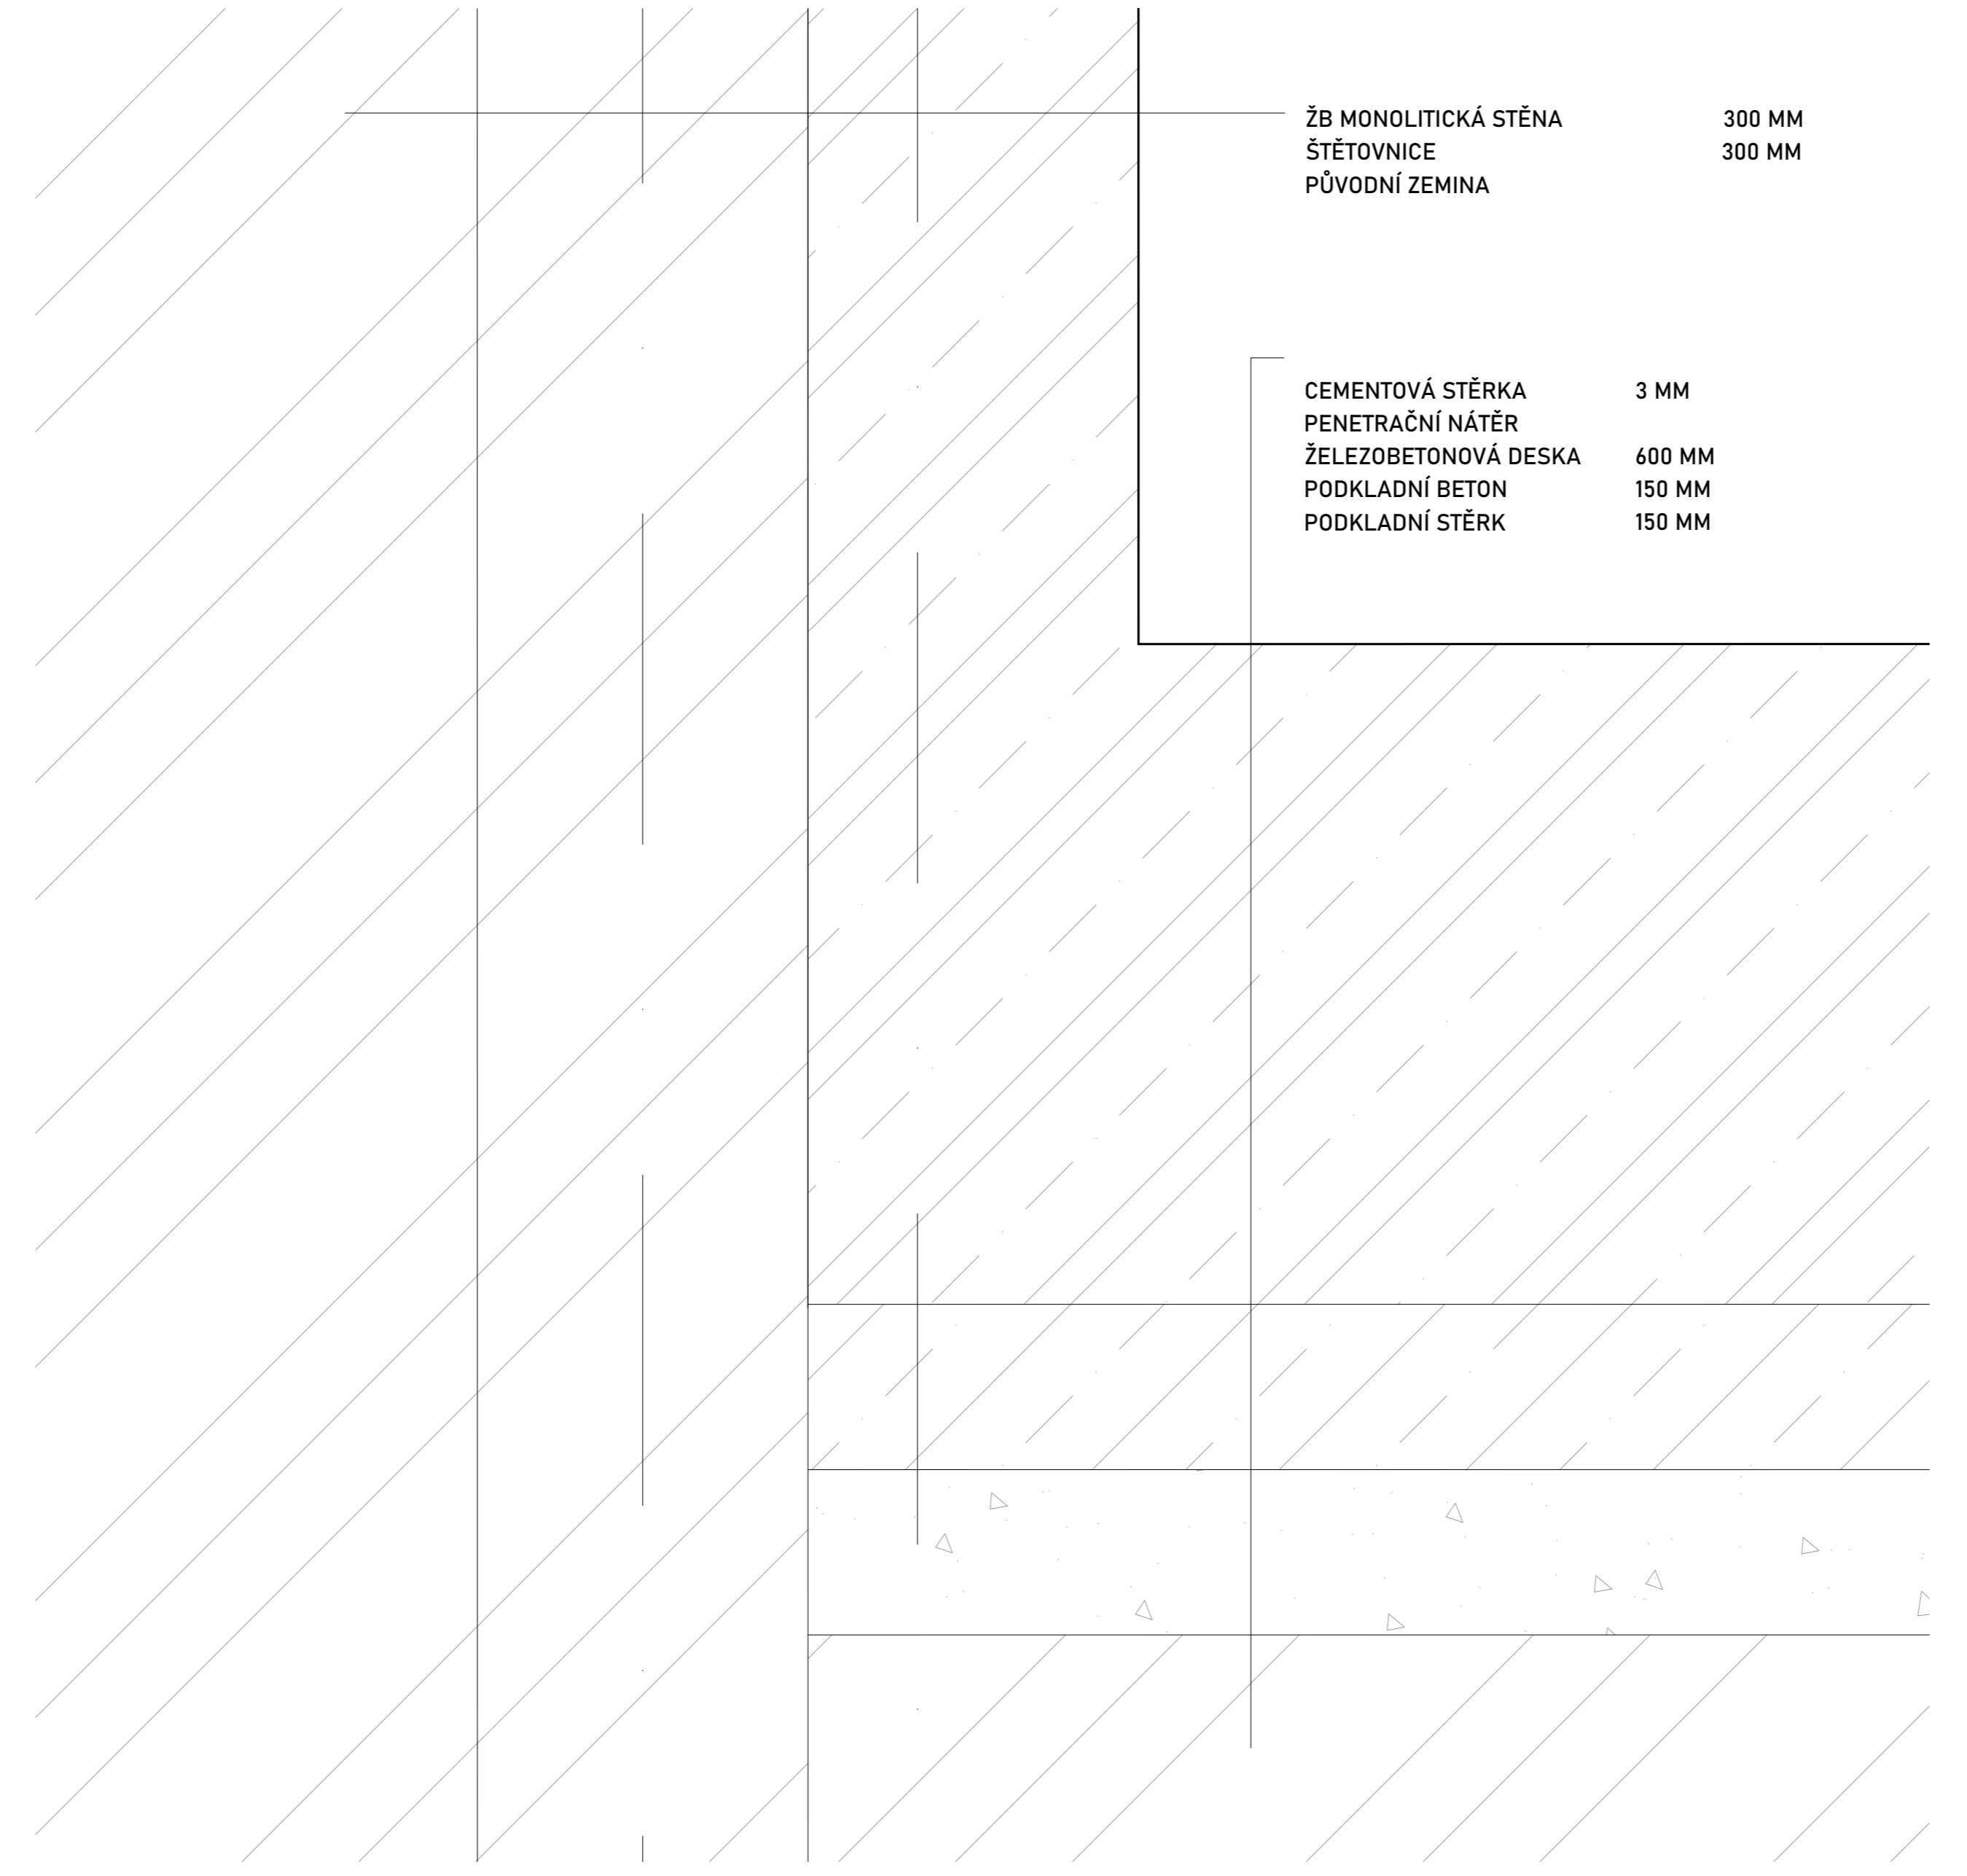 ŽB MONOLITICKÁ STĚNA 300 MM
ŠTĚTOVNICE 300 MM
PŮVODNÍ ZEMINA
CEMENTOVÁ STĚRKA 3 MM
PENETRAČNÍ NÁTĚR
ŽELEZOBETONOVÁ DESKA 600 MM
PODKLADNÍ BETON 150 MM
PODKLADNÍ STĚRK 150 MM